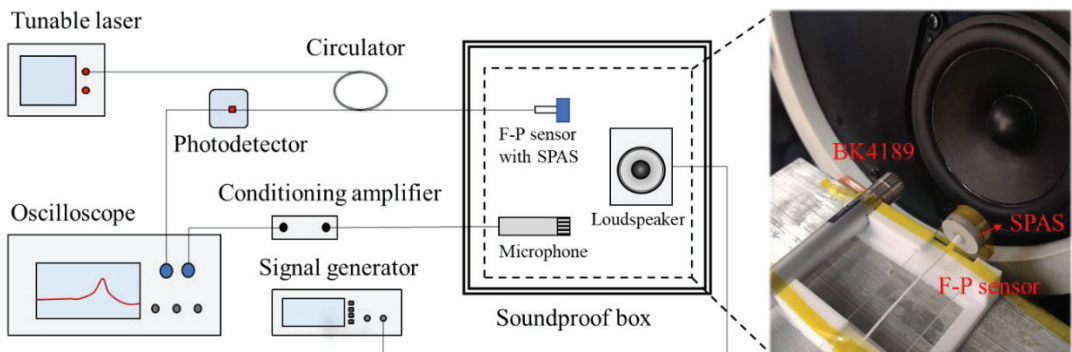 Tunable laser
Circulator
Photodetector
F-P sensor
with SPAS
Conditioning amplifier
Loudspeaker
Oscilloscope
Microphone
Signal generator
Soundproof box
BK4189
SPAS
F-P sensor